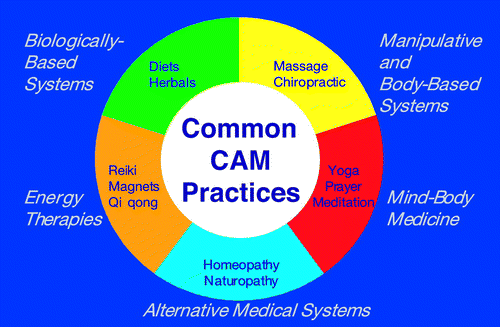 Biologically-
Based
Systems
Diets
Herbals
Massage
Chiropractic
Manipulative
and
Body-Based
Systems
Common
CAM
Practices
Reiki
Magnets
Qi qong
Energy
Therapies
Yoga
Prayer
Meditation
Mind-Body
Medicine
Homeopathy
Naturopathy
Alternative Medical Systems